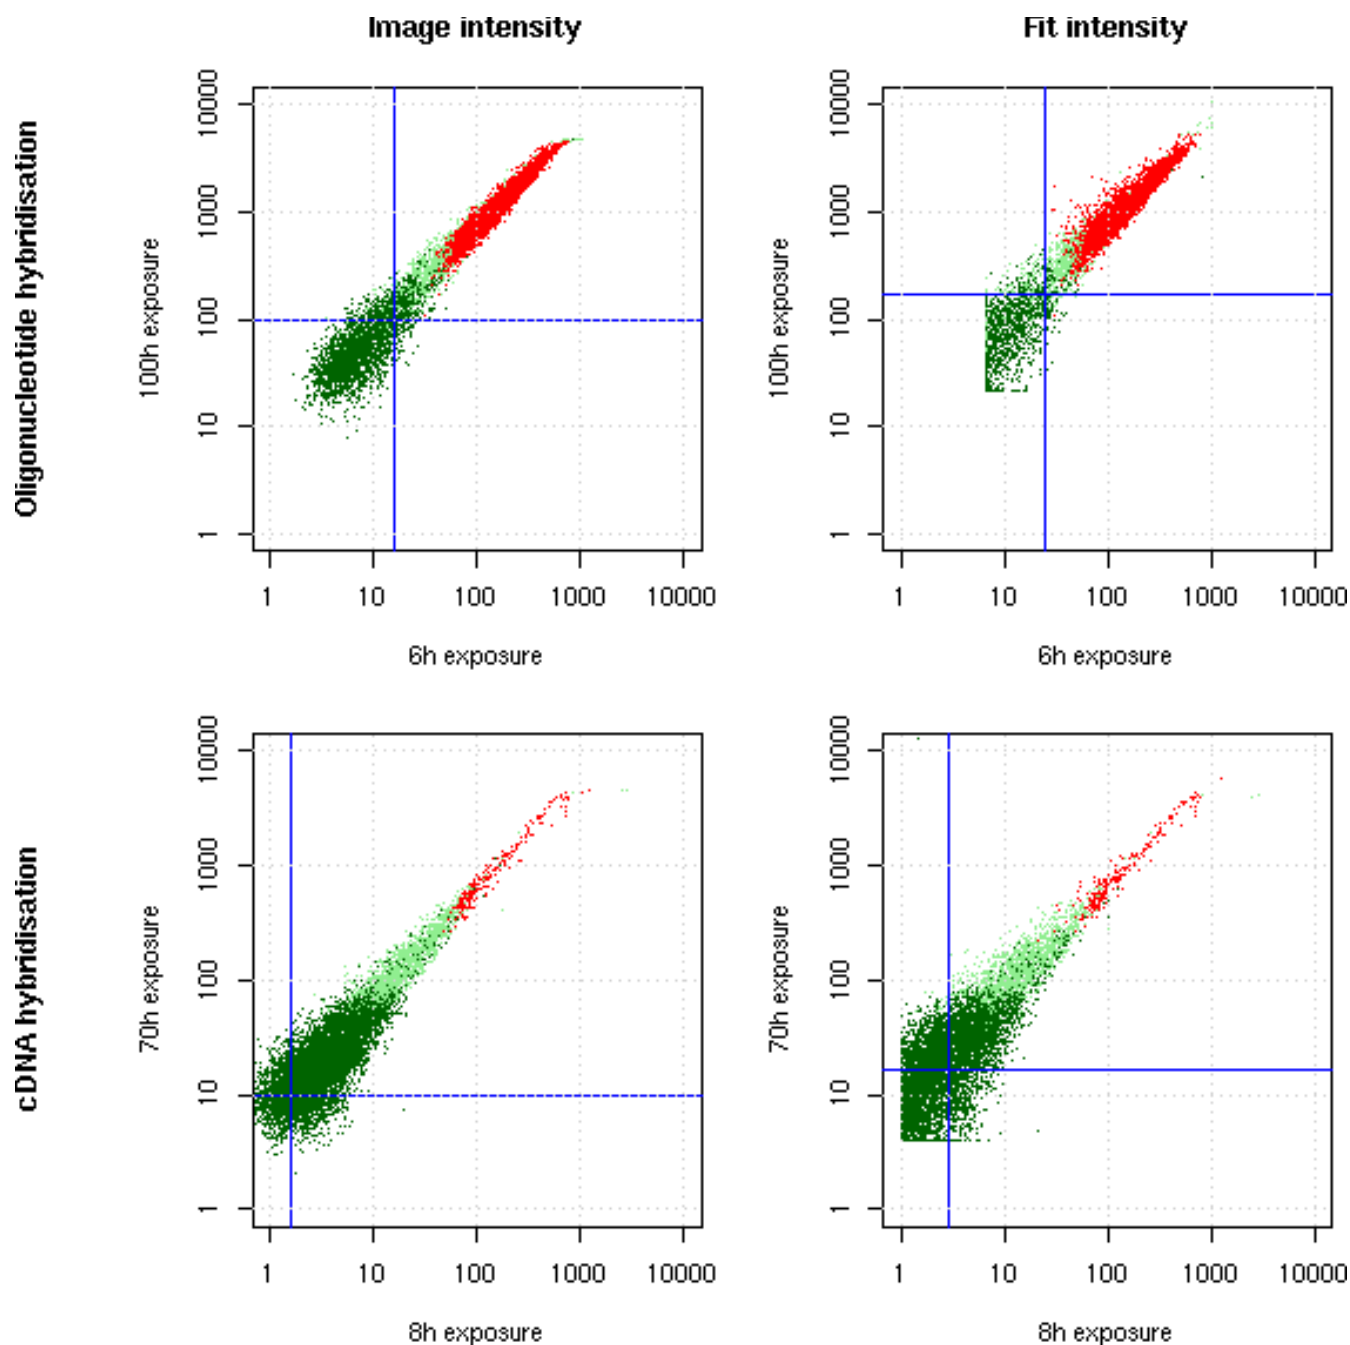 Image intensity
Fit intensity
Oligonucleotide hybridisation
100h exposure
10000
1000
100
10
1
1 10 100 1000 10000
6h exposure
100h exposure
10000
1000
100
10
1
1 10 100 1000 10000
6h exposure
cDNA hybridisation
70h exposure
10000
1000
100
10
1
1 10 100 1000 10000
8h exposure
70h exposure
10000
1000
100
10
1
1 10 100 1000 10000
8h exposure